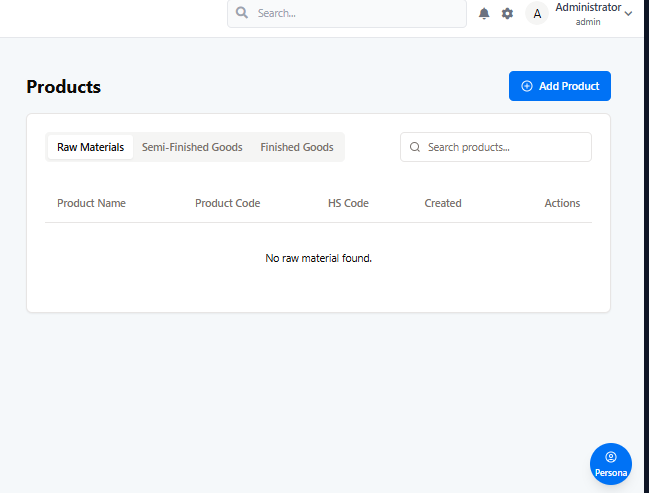 Search...
A
Administrator
admin
Products
Add Product
Raw Materials Semi-Finished Goods Finished Goods
Search products...
Product Name Product Code HS Code Created Actions
No raw material found.
Persona